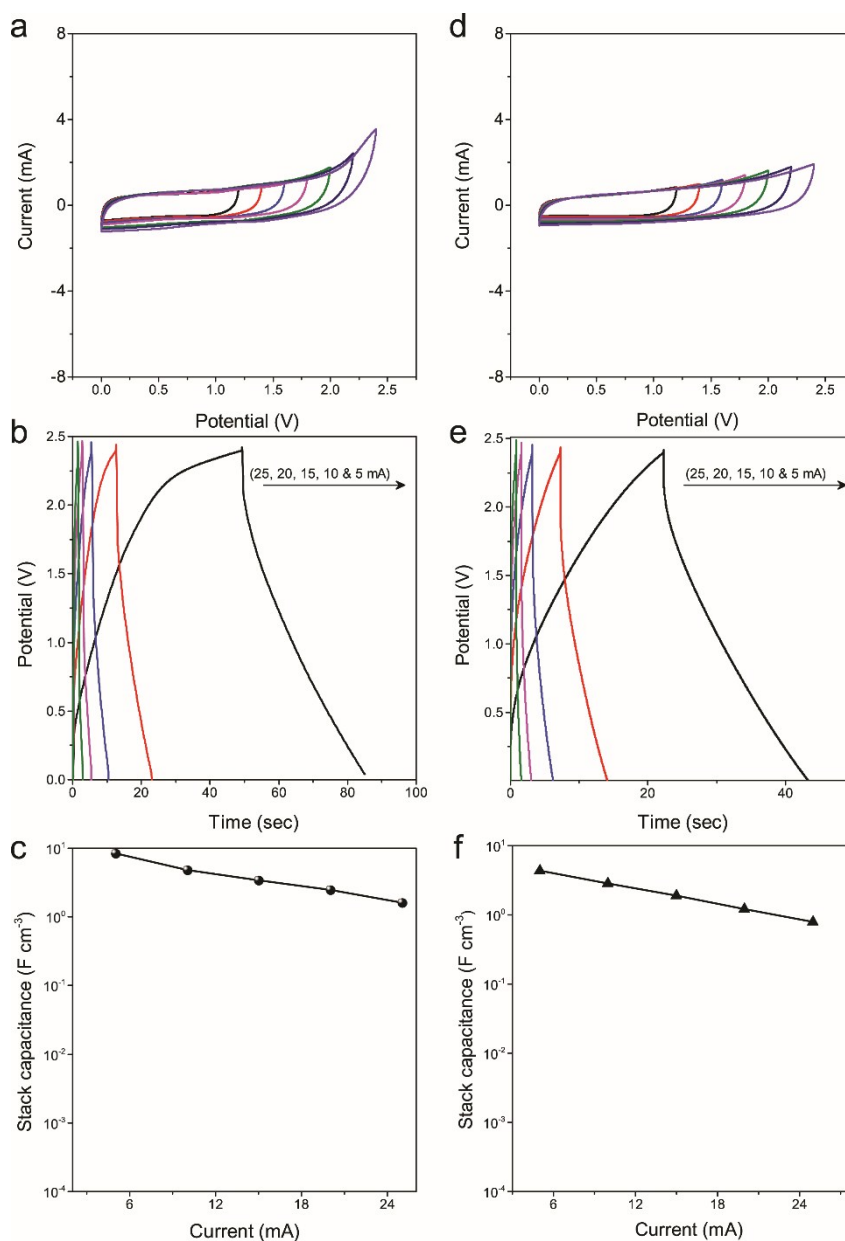 a
8
4
0
-4
-8
Current (mA)
0.0 0.5 1.0 1.5 2.0 2.5
Potential (V)
d
8
4
0
-4
-8
Current (mA)
0.0 0.5 1.0 1.5 2.0 2.5
Potential (V)
b
2.5
2.0
1.5
1.0
0.5
0.0
Potential (V)
(25, 20, 15, 10 & 5 mA)
0 20 40 60 80 100
Time (sec)
e
2.5
2.0
1.5
1.0
0.5
Potential (V)
(25, 20, 15, 10 & 5 mA)
0 20 40
Time (sec)
c
10¹
10⁰
10⁻¹
10⁻²
10⁻³
10⁻⁴
Stack capacitance (F cm⁻³)
6 12 18 24
Current (mA)
f
10¹
10⁰
10⁻¹
10⁻²
10⁻³
10⁻⁴
Stack capacitance (F cm⁻³)
6 12 18 24
Current (mA)